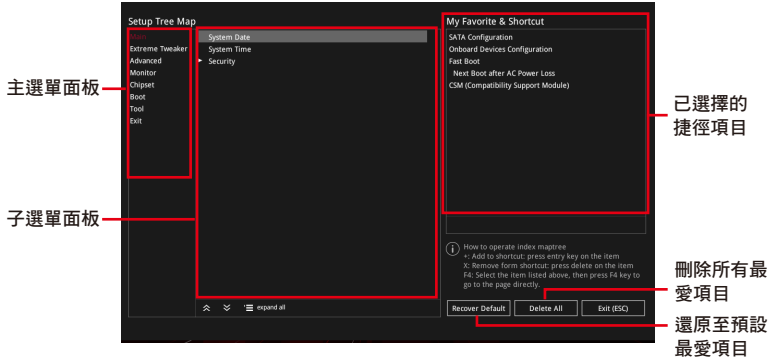 Setup Tree Map
My Favorite & Shortcut
Main
Extreme Tweaker
Advanced
Monitor
Chipset
Boot
Tool
Exit
System Date
System Time
Security
SATA Configuration
Onboard Devices Configuration
Fast Boot
Next Boot after AC Power Loss
CSM (Compatibility Support Module)
主選單面板
已選擇的
捷徑項目
子選單面板
How to operate index maptree
+: Add to shortcut: press entry key on the item
X: Remove form shortcut: press delete on the item
F4: Select the item listed above, then press F4 key to
go to the page directly.
刪除所有最
愛項目
expand all
Recover Default
Delete All
Exit (ESC)
還原至預設
最愛項目